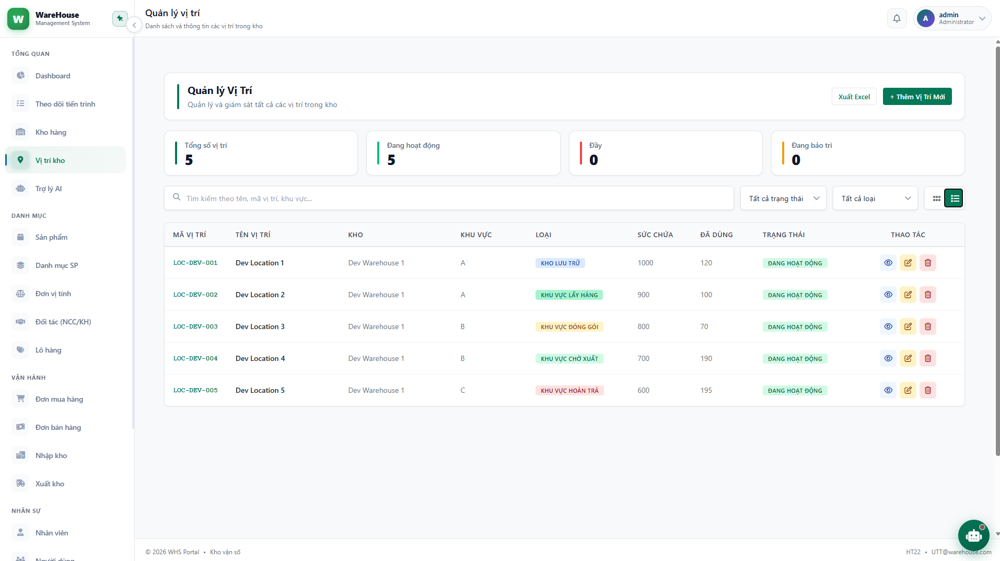 W
WareHouse
Management System
TỔNG QUAN
Dashboard
Theo dõi tiến trình
Kho hàng
Vị trí kho
Trợ lý AI
DANH MỤC
Sản phẩm
Danh mục SP
Đơn vị tính
Đối tác (NCC/KH)
Lô hàng
VẬN HÀNH
Đơn mua hàng
Đơn bán hàng
Nhập kho
Xuất kho
NHÂN SỰ
Nhân viên
Người dùng
Quản lý vị trí
Danh sách và thông tin các vị trí trong kho
A
admin
Administrator
Quản lý Vị Trí
Quản lý và giám sát tất cả các vị trí trong kho
Xuất Excel
+ Thêm Vị Trí Mới
Tổng số vị trí
5
Đang hoạt động
5
Đầy
0
Đang bảo trì
0
Tìm kiếm theo tên, mã vị trí, khu vực...
Tất cả trạng thái
Tất cả loại
MÃ VỊ TRÍ TÊN VỊ TRÍ KHO KHU VỰC LOẠI SỨC CHỨA ĐÃ DÙNG TRẠNG THÁI THAO TÁC
LOC-DEV-001 Dev Location 1 Dev Warehouse 1 A KHO LƯU TRỮ 1000 120 ĐANG HOẠT ĐỘNG
LOC-DEV-002 Dev Location 2 Dev Warehouse 1 A KHU VỰC LẤY HÀNG 900 100 ĐANG HOẠT ĐỘNG
LOC-DEV-003 Dev Location 3 Dev Warehouse 1 B KHU VỰC ĐÓNG GÓI 800 70 ĐANG HOẠT ĐỘNG
LOC-DEV-004 Dev Location 4 Dev Warehouse 1 B KHU VỰC CHỜ XUẤT 700 190 ĐANG HOẠT ĐỘNG
LOC-DEV-005 Dev Location 5 Dev Warehouse 1 C KHU VỰC HOÀN TRẢ 600 195 ĐANG HOẠT ĐỘNG
© 2026 WHS Portal • Kho vận số
HT22 • UTT@warehouse.com